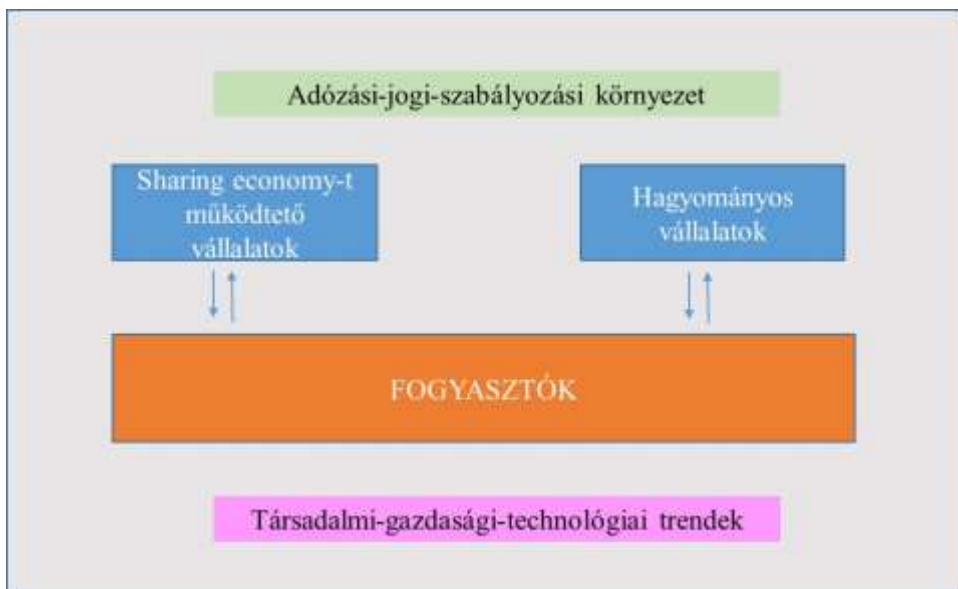 Adózási-jogi-szabályozási környezet
Sharing economy-t
működtető
vállalatok
Hagyományos
vállalatok
FOGYASZTÓK
Társadalmi-gazdasági-technológiai trendek